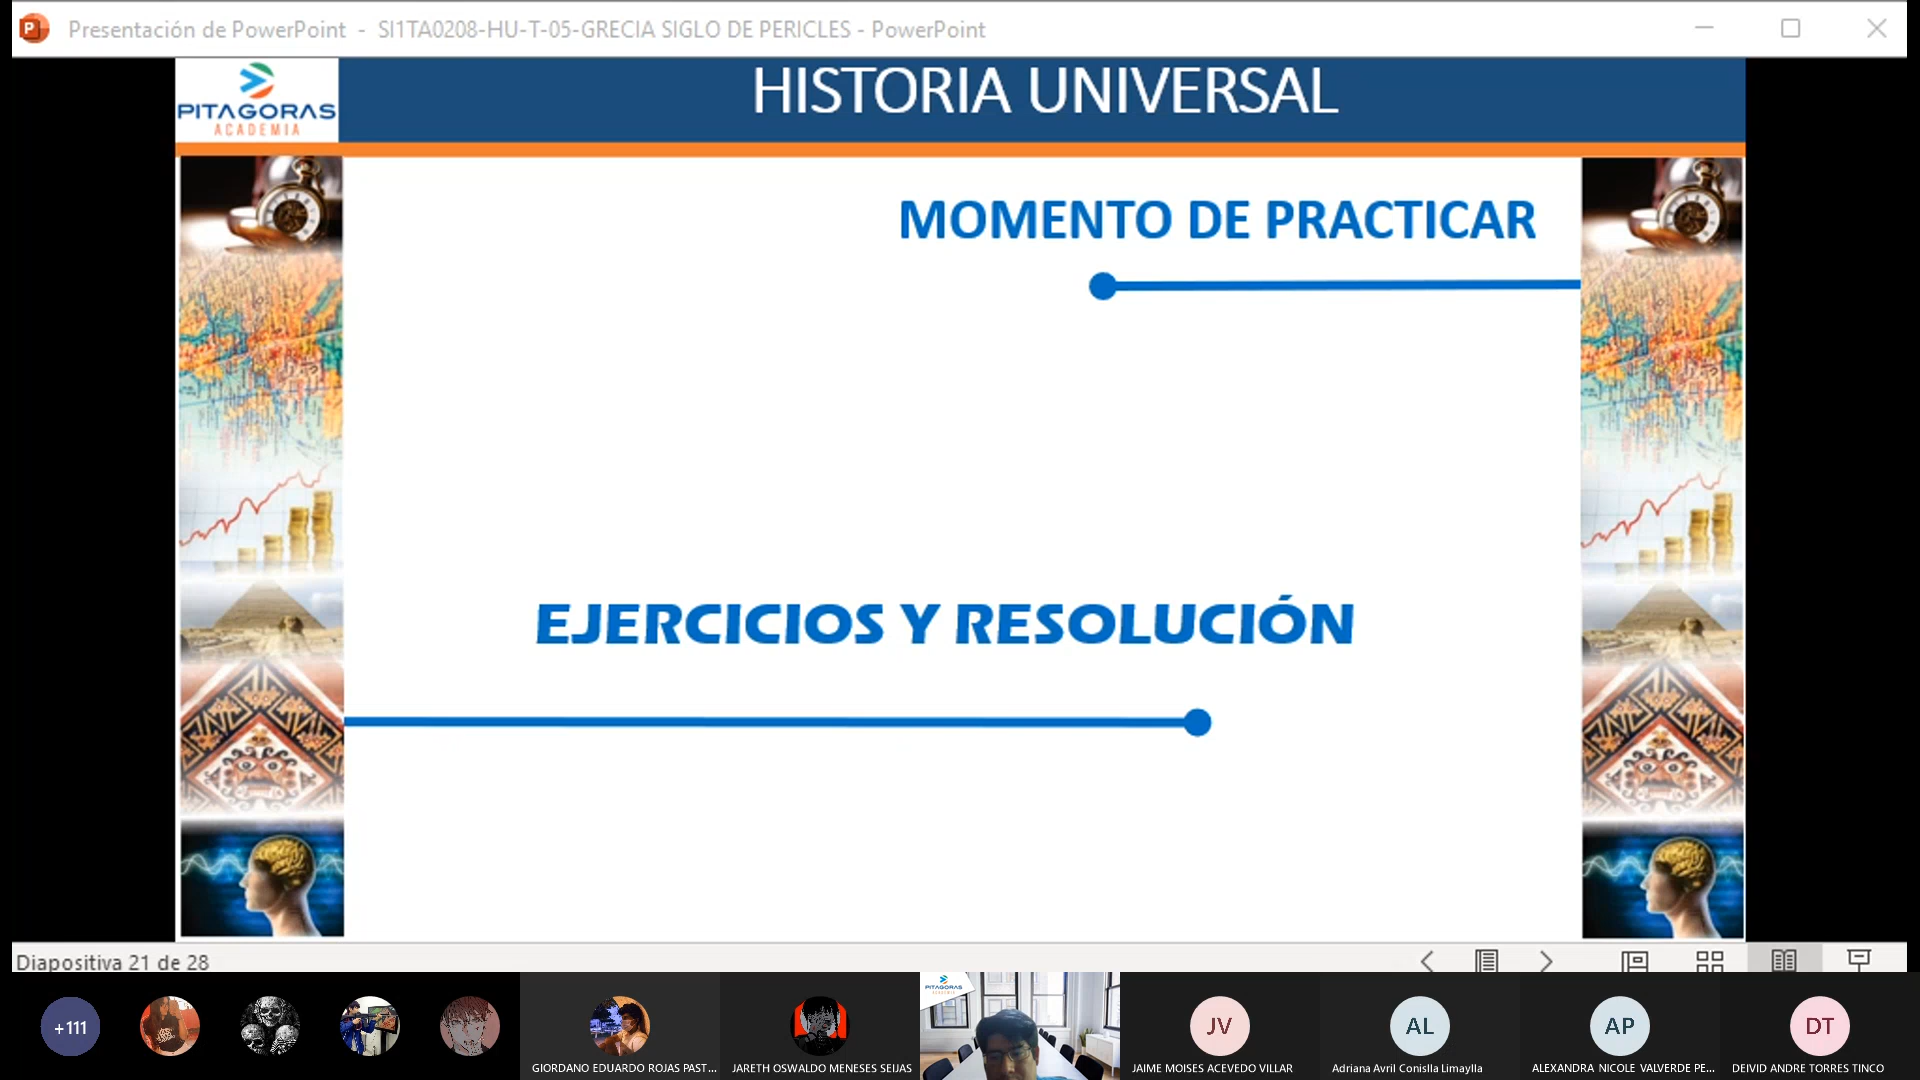 Presentación de PowerPoint - SI1TA0208-HU-T-05-GRECIA SIGLO DE PERICLES - PowerPoint
PITAGORAS
ACADEMIA
HISTORIA UNIVERSAL
MOMENTO DE PRACTICAR
EJERCICIOS Y RESOLUCIÓN
Diapositiva 21 de 28
+111
GIORDANO EDUARDO ROJAS PAST...
JARETH OSWALDO MENESES SEIJAS
PITAGORAS
JV
JAIME MOISES ACEVEDO VILLAR
AL
Adriana Avril Conislla Limaylla
AP
ALEXANDRA NICOLE VALVERDE PE...
DT
DEIVID ANDRE TORRES TINCO